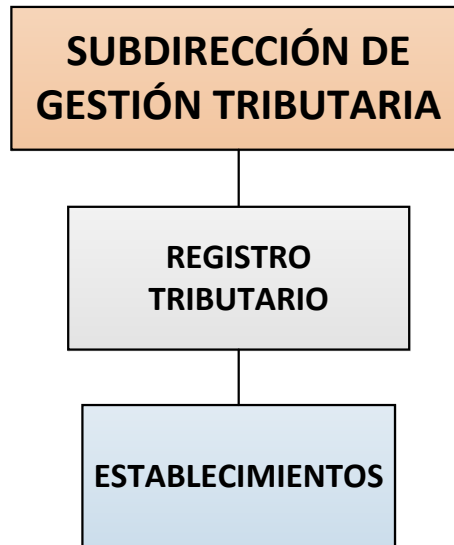 SUBDIRECCIÓN DE
GESTIÓN TRIBUTARIA
REGISTRO
TRIBUTARIO
ESTABLECIMIENTOS